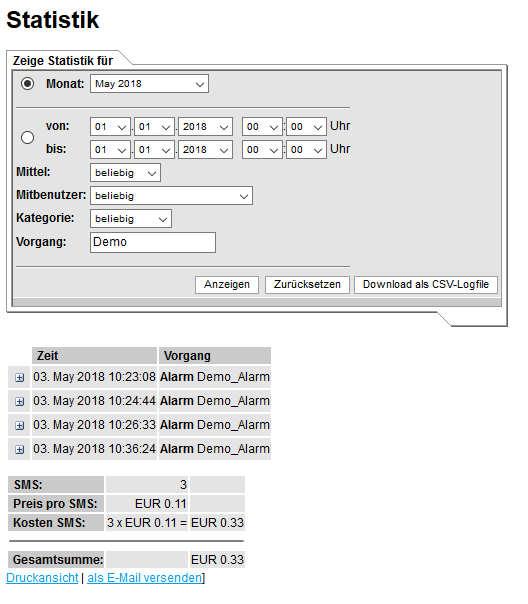 Statistik
Zeige Statistik für
Monat: May 2018
von: 01 . 01 . 2018 00 : 00 Uhr
bis: 01 . 01 . 2018 00 : 00 Uhr
Mittel: beliebig
Mitbenutzer: beliebig
Kategorie: beliebig
Vorgang: Demo
Anzeigen Zurücksetzen Download als CSV-Logfile
Zeit Vorgang
03. May 2018 10:23:08 Alarm Demo_Alarm
03. May 2018 10:24:44 Alarm Demo_Alarm
03. May 2018 10:26:33 Alarm Demo_Alarm
03. May 2018 10:36:24 Alarm Demo_Alarm
SMS: 3
Preis pro SMS: EUR 0.11
Kosten SMS: 3 x EUR 0.11 = EUR 0.33
Gesamtsumme: EUR 0.33
Druckansicht | als E-Mail versenden]